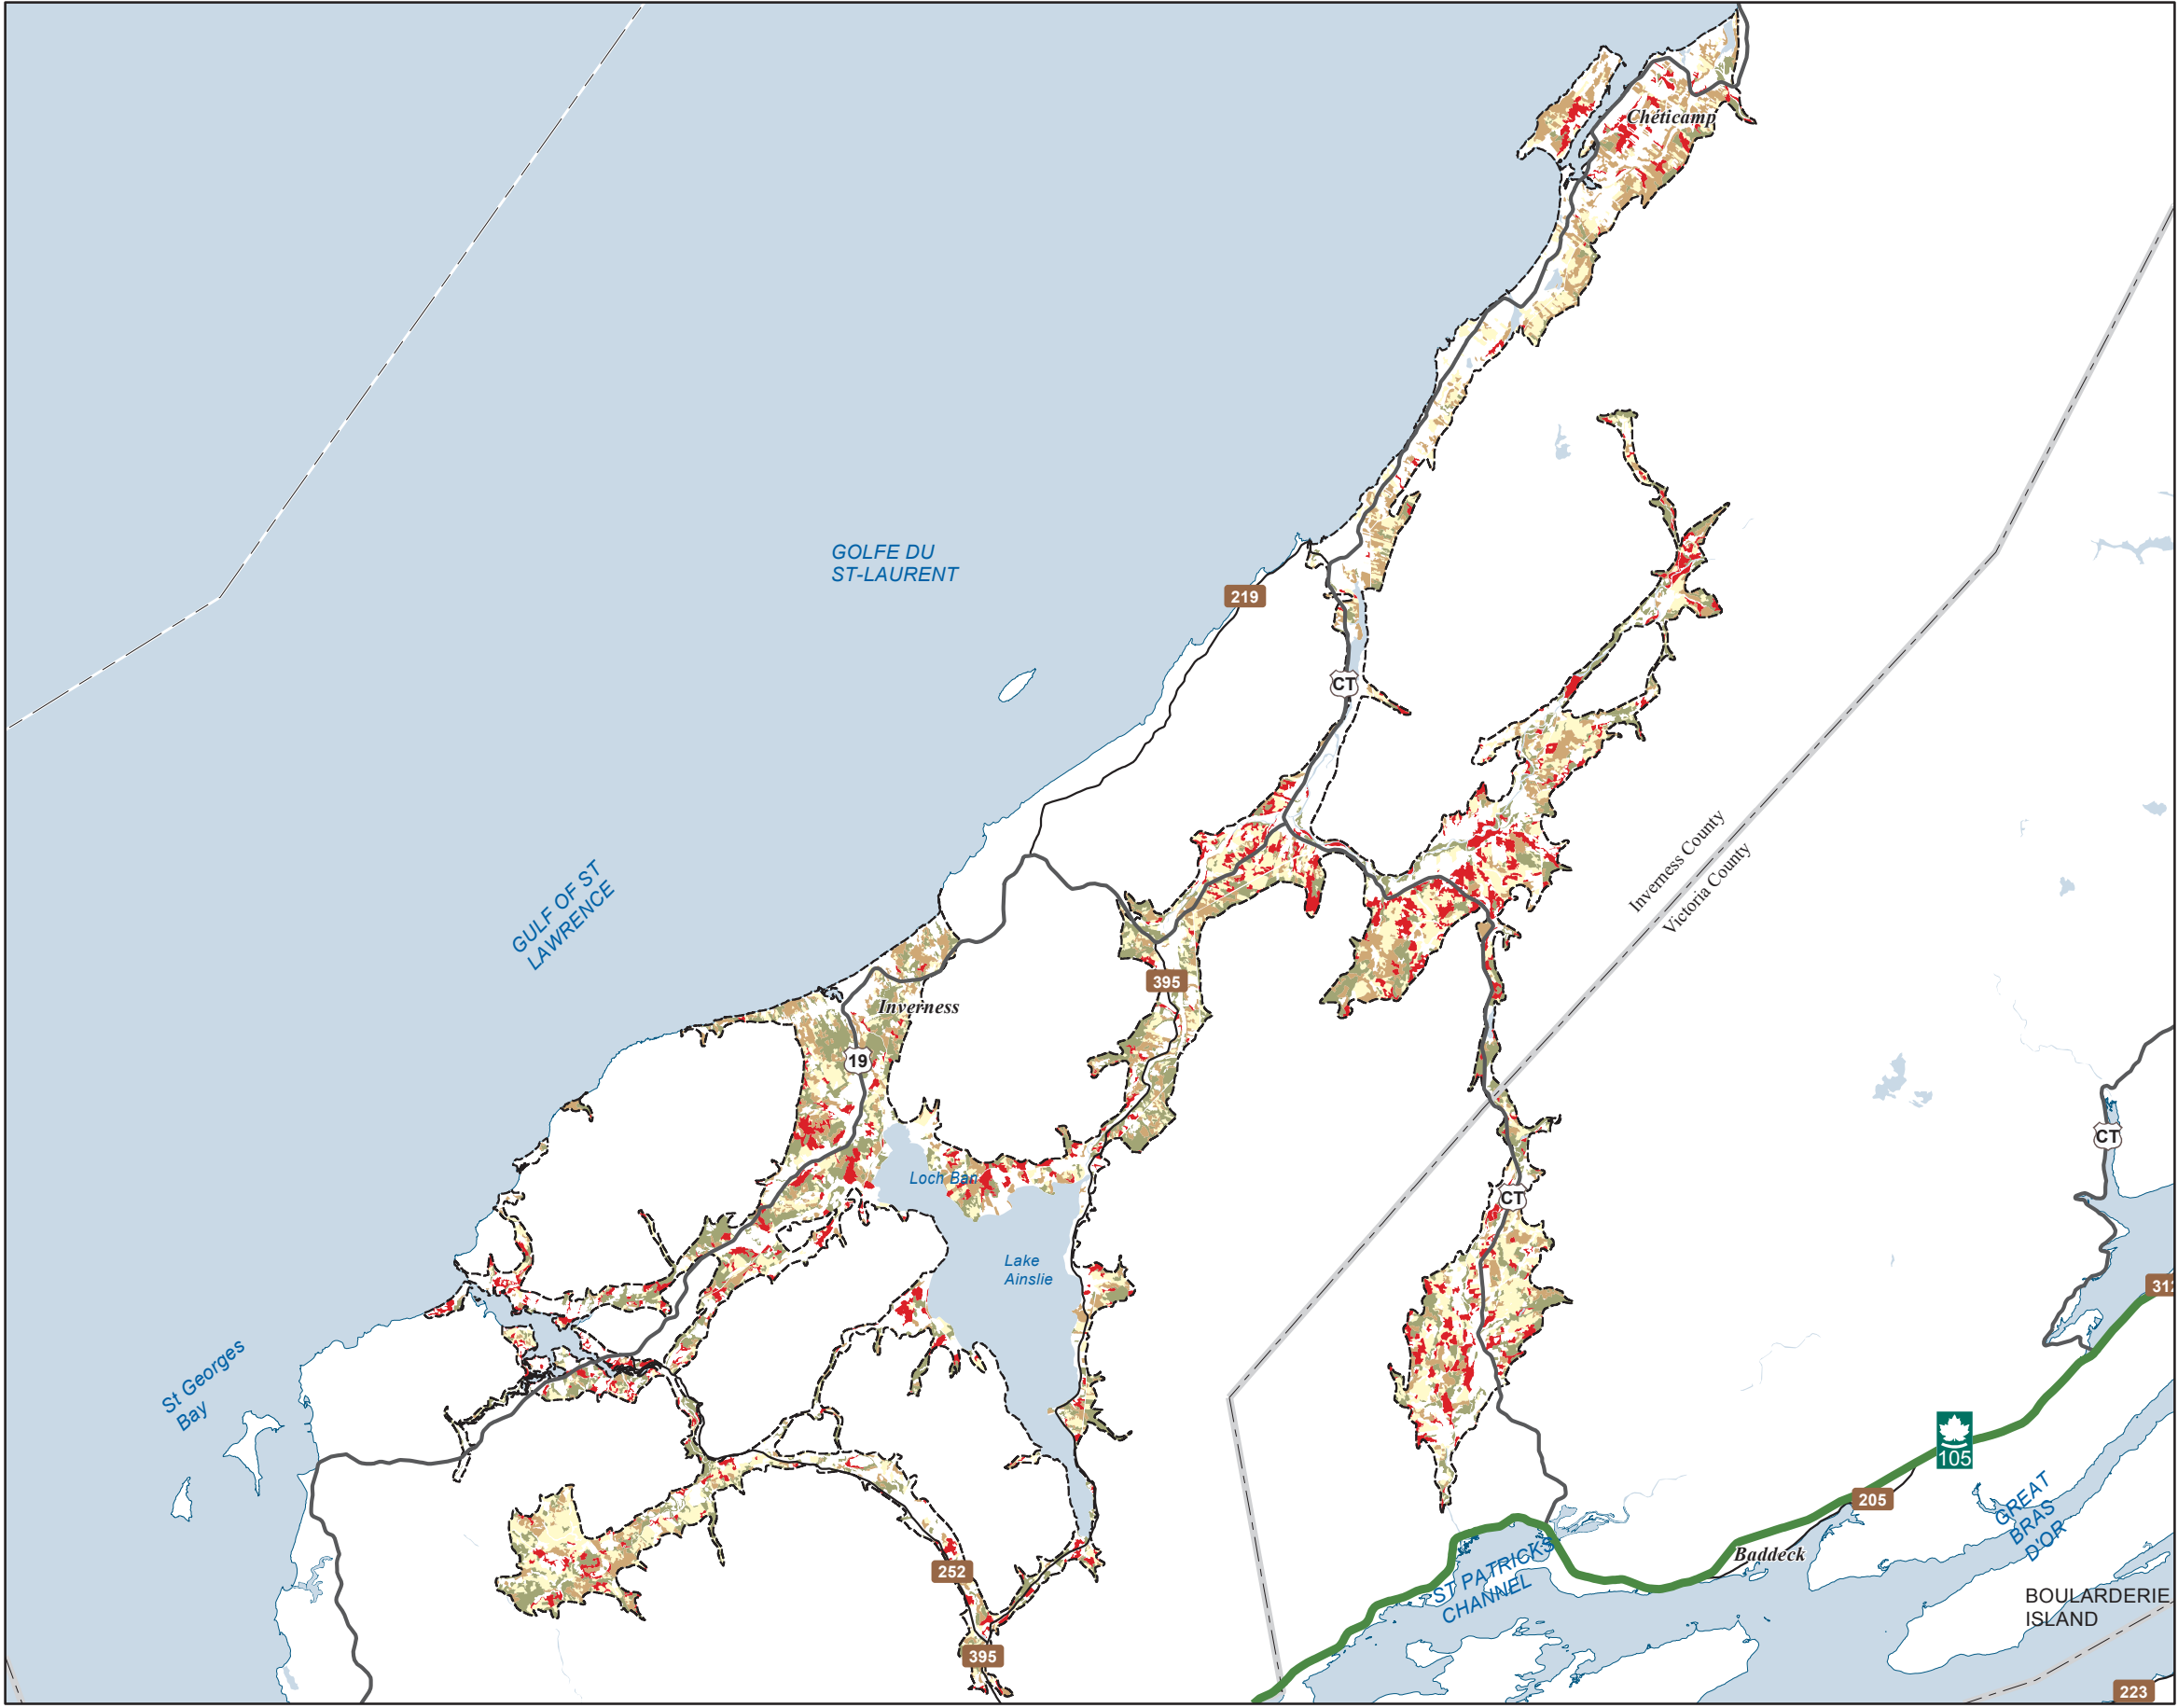 Chéticamp
GOLFE DU
ST-LAURENT
219
CT
GULF OF ST
LAWRENCE
Inverness County
Victoria County
395
Inverness
19
CT
Loch Ban
CT
Lake
Ainslie
312
St Georges
Bay
105
205
GREAT
BRAS
D'OR
Baddeck
252
ST PATRICKS
CHANNEL
BOULARDERIE
ISLAND
395
223